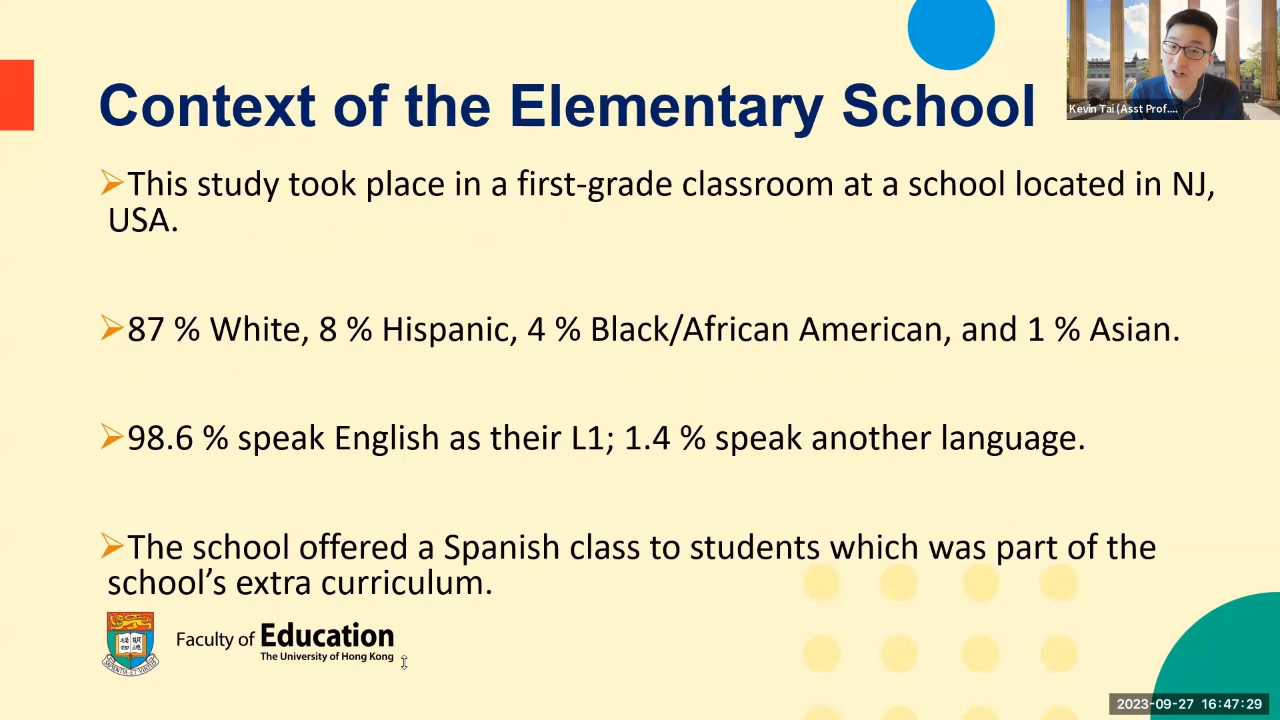 Context of the Elementary School
Kevin Tai (Asst Prof....
➢This study took place in a first-grade classroom at a school located in NJ,
USA.
➢87 % White, 8 % Hispanic, 4 % Black/African American, and 1 % Asian.
➢98.6 % speak English as their L1; 1.4 % speak another language.
➢The school offered a Spanish class to students which was part of the
school’s extra curriculum.
Faculty of Education
The University of Hong Kong
2023-09-27 16:47:29